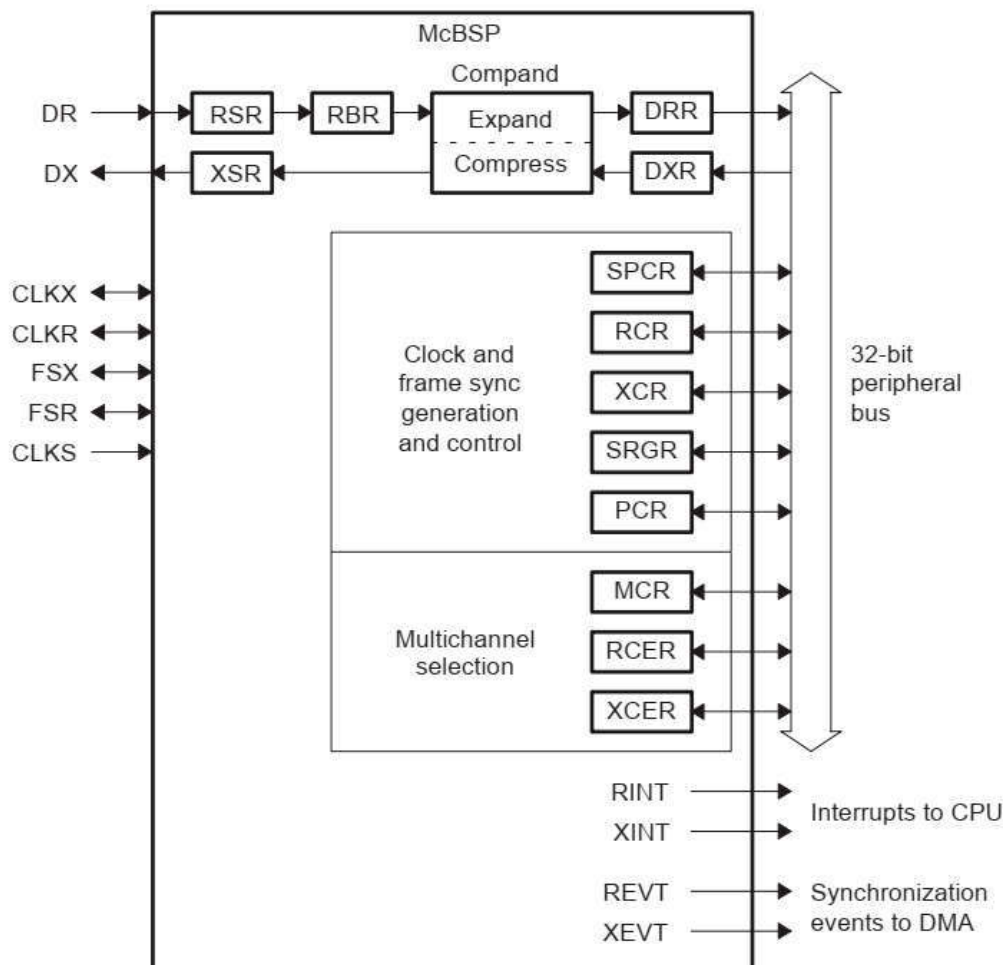 McBSP
Compand
DR
RSR
RBR
Expand
DRR
DX
XSR
Compress
DXR
SPCR
CLKX
CLKR
FSX
FSR
CLKS
RCR
Clock and
frame sync
generation
and control
XCR
SRGR
PCR
32-bit
peripheral
bus
MCR
Multichannel
selection
RCER
XCER
RINT
XINT
Interrupts to CPU
REVT
XEVT
Synchronization
events to DMA